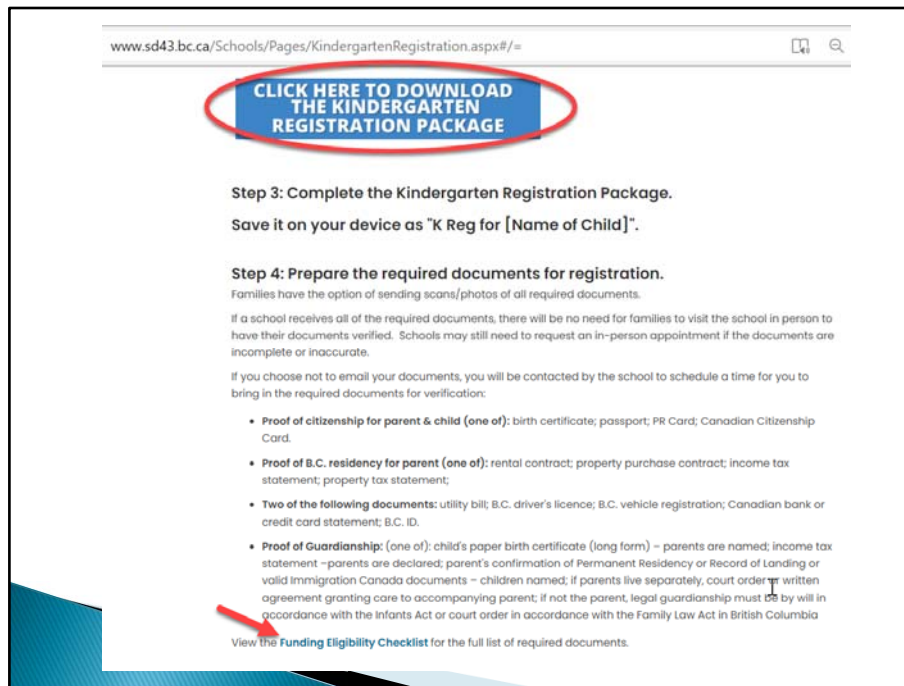 www.sd43.bc.ca/Schools/Pages/KindergartenRegistration.aspx#/=
CLICK HERE TO DOWNLOAD
THE KINDERGARTEN
REGISTRATION PACKAGE
Step 3: Complete the Kindergarten Registration Package.
Save it on your device as "K Reg for [Name of Child]".
Step 4: Prepare the required documents for registration.
Families have the option of sending scans/photos of all required documents.
If a school receives all of the required documents, there will be no need for families to visit the school in person to
have their documents verified. Schools may still need to request an in-person appointment if the documents are
incomplete or inaccurate.
If you choose not to email your documents, you will be contacted by the school to schedule a time for you to
bring in the required documents for verification:
• Proof of citizenship for parent & child (one of): birth certificate; passport; PR Card; Canadian Citizenship
Card.
• Proof of B.C. residency for parent (one of): rental contract; property purchase contract; income tax
statement; property tax statement;
• Two of the following documents: utility bill; B.C. driver's licence; B.C. vehicle registration; Canadian bank or
credit card statement; B.C. ID.
• Proof of Guardianship: (one of): child's paper birth certificate (long form) – parents are named; income tax
statement –parents are declared; parent's confirmation of Permanent Residency or Record of Landing or
valid Immigration Canada documents – children named; if parents live separately, court order or written
agreement granting care to accompanying parent; if not the parent, legal guardianship must be by will in
accordance with the Infants Act or court order in accordance with the Family Law Act in British Columbia
View the Funding Eligibility Checklist for the full list of required documents.